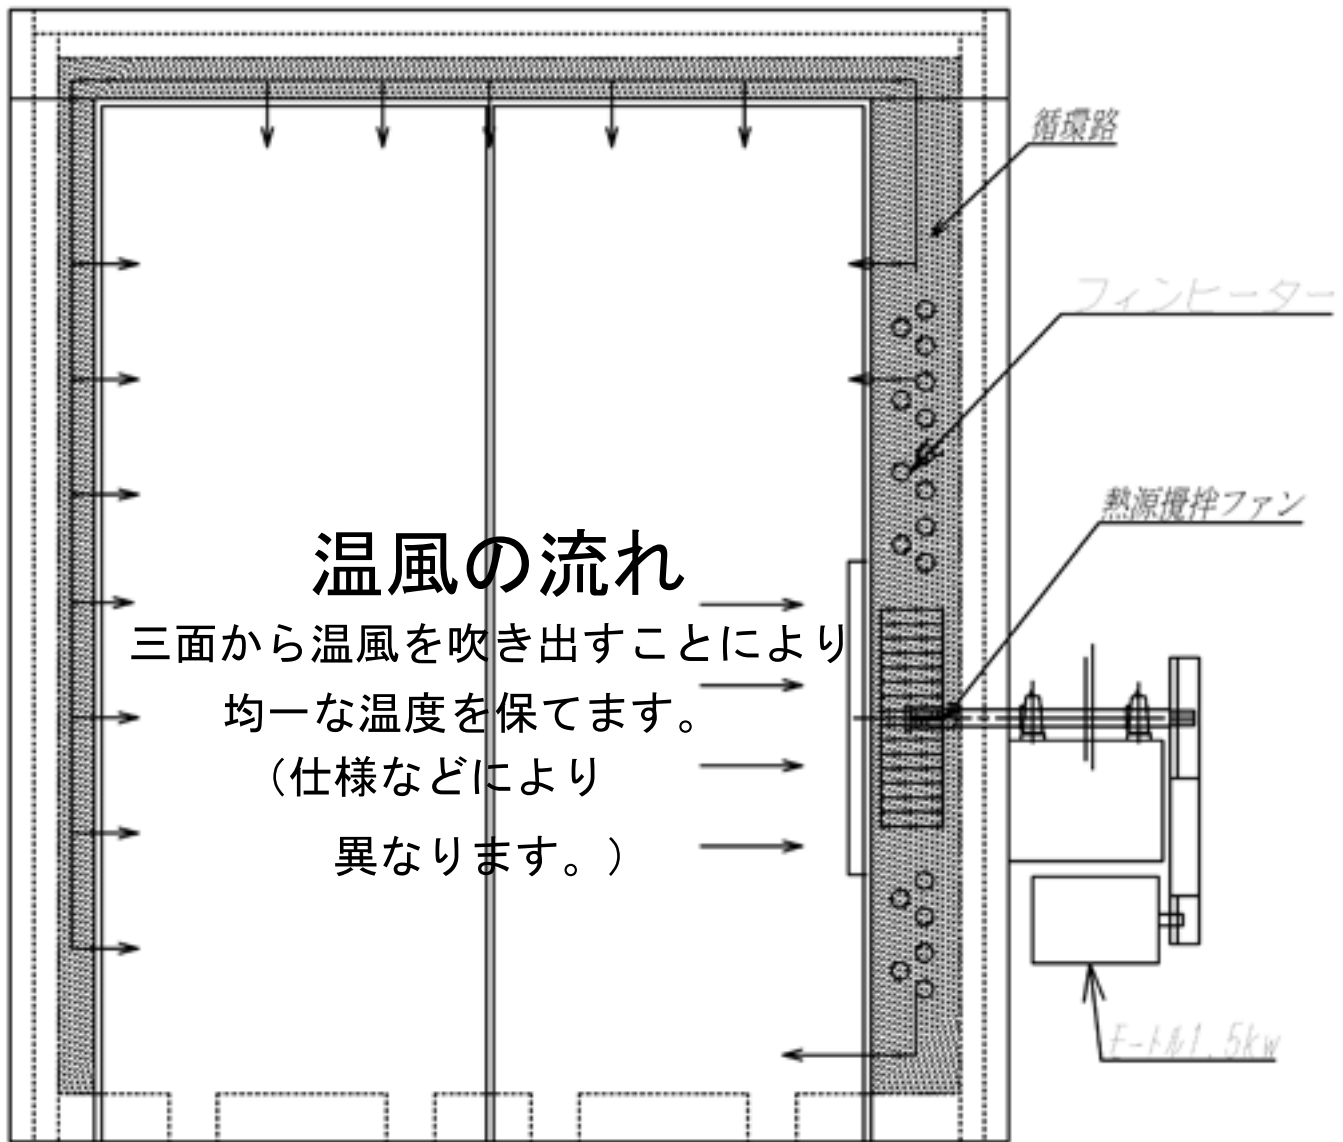 循環路
フィンヒーター
熱源攪拌ファン
温風の流れ
三面から温風を吹き出すことにより
均一な温度を保てます。
（仕様などにより
異なります。）
モートル1.5kw